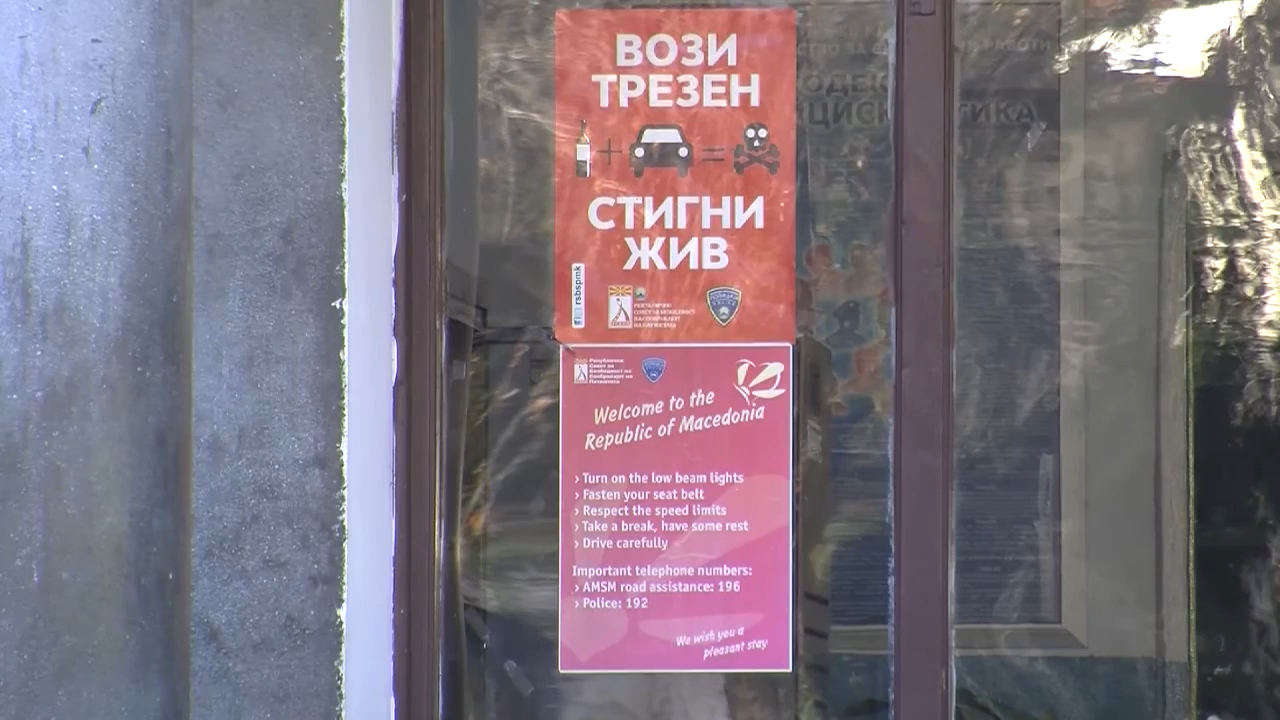 ВОЗИ
ТРЕЗЕН
+ =
СТИГНИ
ЖИВ
rsbspmk
Welcome to the
Republic of Macedonia
› Turn on the low beam lights
› Fasten your seat belt
› Respect the speed limits
› Take a break, have some rest
› Drive carefully
Important telephone numbers:
› AMSM road assistance: 196
› Police: 192
We wish you a
pleasant stay